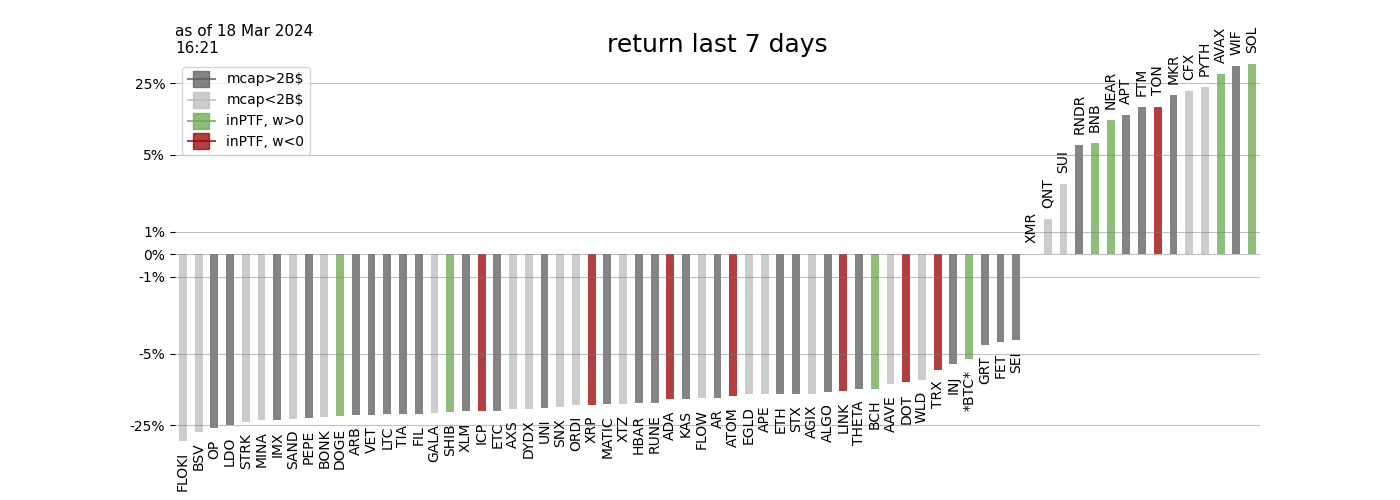 as of 18 Mar 2024
16:21
return last 7 days
mcap>2B$
mcap<2B$
inPTF, w>0
inPTF, w<0
25%
5%
1%
0%
-1%
-5%
-25%
FLOKI
BSV
OP
LDO
STRK
MINA
IMX
SAND
PEPE
BONK
DOGE
ARB
VET
LTC
TIA
FIL
GALA
SHIB
XLM
ICP
ETC
AXS
DYDX
UNI
SNX
ORDI
XRP
MATIC
XTZ
HBAR
RUNE
ADA
KAS
FLOW
AR
ATOM
EGLD
APE
ETH
STX
AGIX
ALGO
LINK
THETA
BCH
AAVE
DOT
WLD
TRX
INJ
*BTC*
GRT
FET
SEI
XMR
QNT
SUI
RNDR
BNB
NEAR
APT
FTM
TON
MKR
CFX
PYTH
AVAX
WIF
SOL